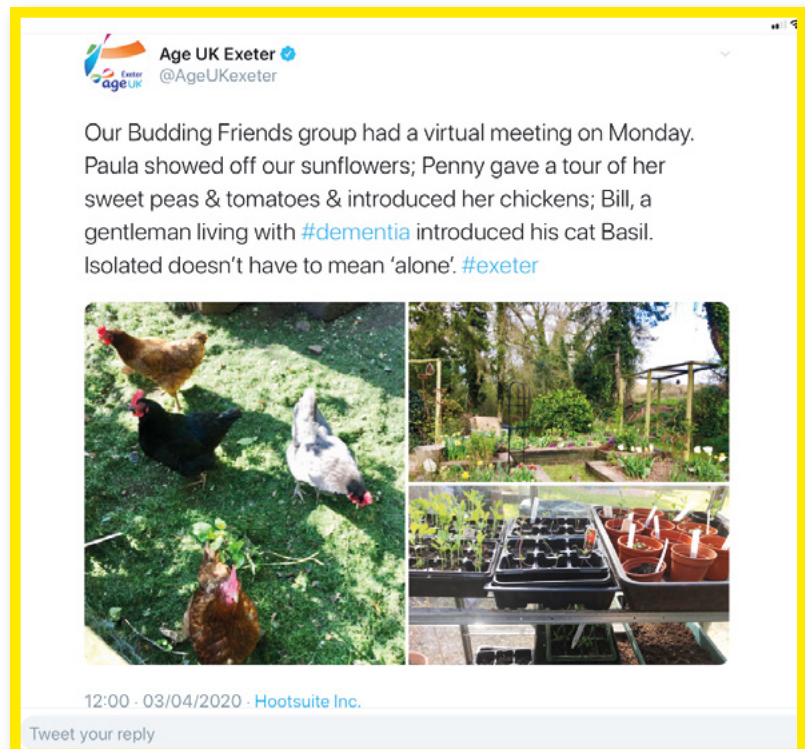 Age UK Exeter
@AgeUKexeter
Exeter
ageUK
Our Budding Friends group had a virtual meeting on Monday.
Paula showed off our sunflowers; Penny gave a tour of her
sweet peas & tomatoes & introduced her chickens; Bill, a
gentleman living with #dementia introduced his cat Basil.
Isolated doesn’t have to mean ‘alone’. #exeter
12:00 · 03/04/2020 · Hootsuite Inc.
Tweet your reply